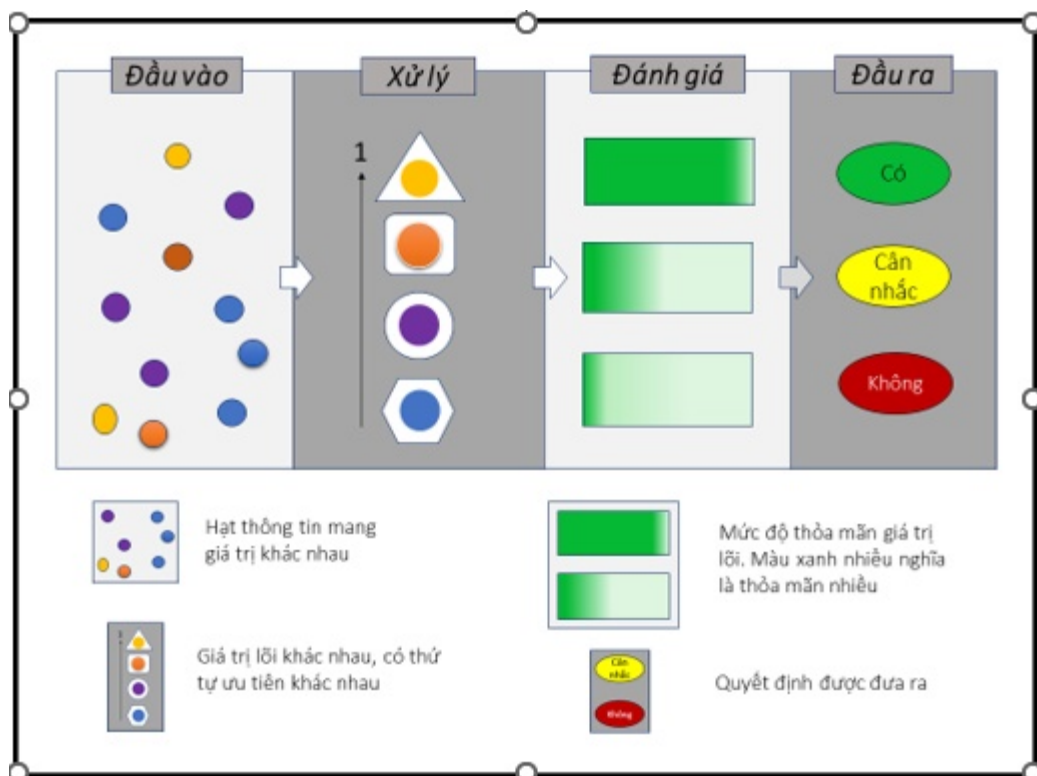 Đầu vào
Xử lý
Đánh giá
Đầu ra
1
Có
Cân
nhắc
Không
Hạt thông tin mang
giá trị khác nhau
Mức độ thỏa mãn giá trị
lõi. Màu xanh nhiều nghĩa
là thỏa mãn nhiều
Giá trị lõi khác nhau, có thứ
tự ưu tiên khác nhau
Cân
nhắc
Không
Quyết định được đưa ra